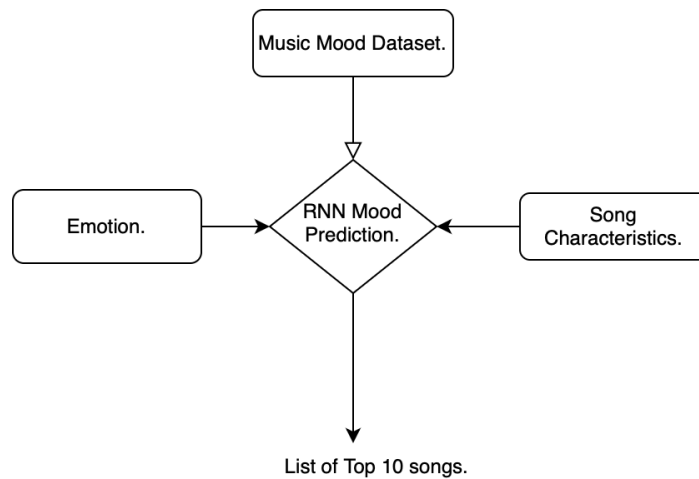 Music Mood Dataset.
Emotion.
RNN Mood
Prediction.
Song
Characteristics.
List of Top 10 songs.